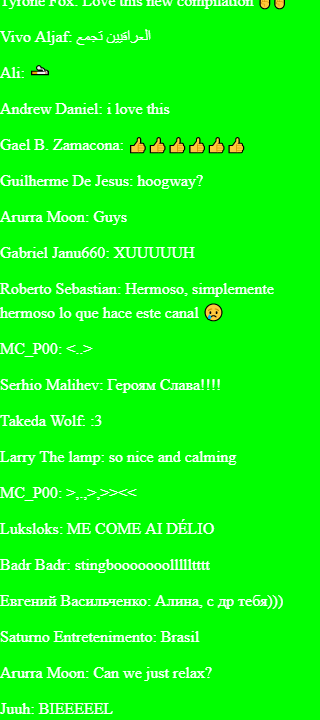 Tyrone Fox: Love this new compilation ✋✋
Vivo Aljaf: العراقيين تجمع
Ali: 
Andrew Daniel: i love this
Gael B. Zamacona: 👍👍👍👍👍👍
Guilherme De Jesus: hoogway?
Arurra Moon: Guys
Gabriel Janu660: XUUUUUH
Roberto Sebastian: Hermoso, simplemente
hermoso lo que hace este canal 😢
MC_P00: <..>
Serhio Malihev: Героям Слава!!!!
Takeda Wolf: :3
Larry The lamp: so nice and calming
MC_P00: >,.,>,>><<
Luksloks: ME COME AI DÉLIO
Badr Badr: stingbooooooollllltttt
Евгений Васильченко: Алина, с др тебя)))
Saturno Entretenimento: Brasil
Arurra Moon: Can we just relax?
Juuh: BIEEEEEL